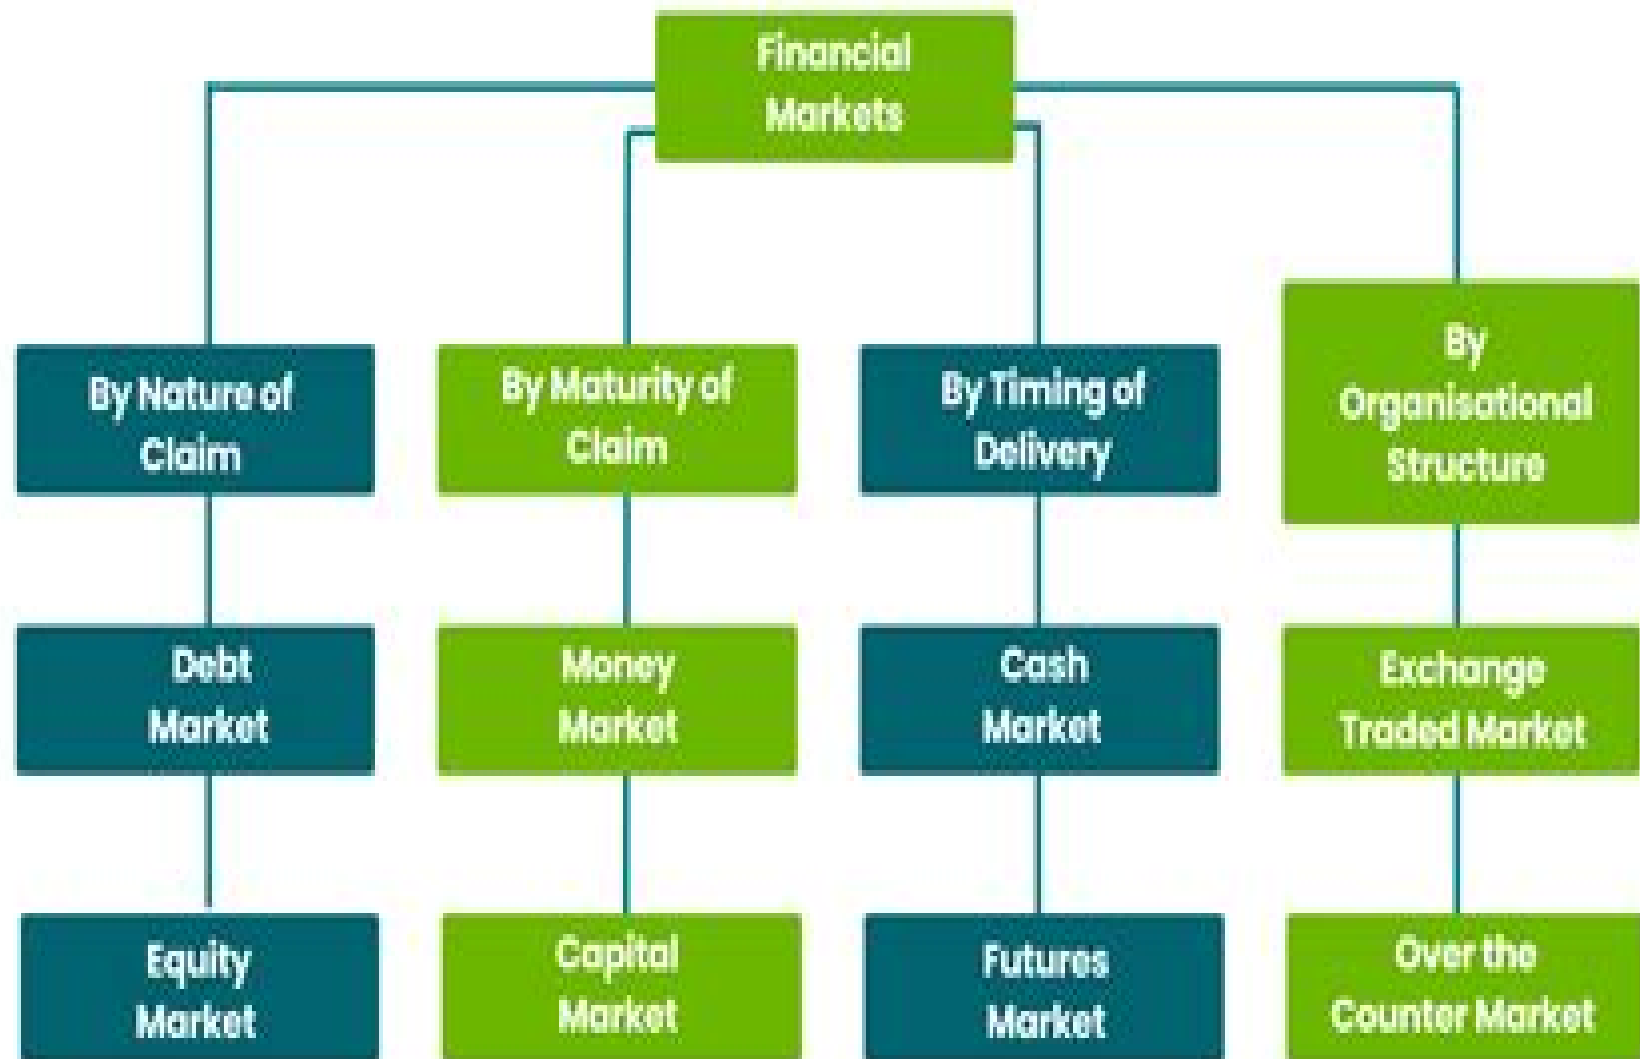 Financial
Markets
By Nature of
Claim
By Maturity of
Claim
By Timing of
Delivery
By
Organisational
Structure
Debt
Market
Money
Market
Cash
Market
Exchange
Traded Market
Equity
Market
Capital
Market
Futures
Market
Over the
Counter Market